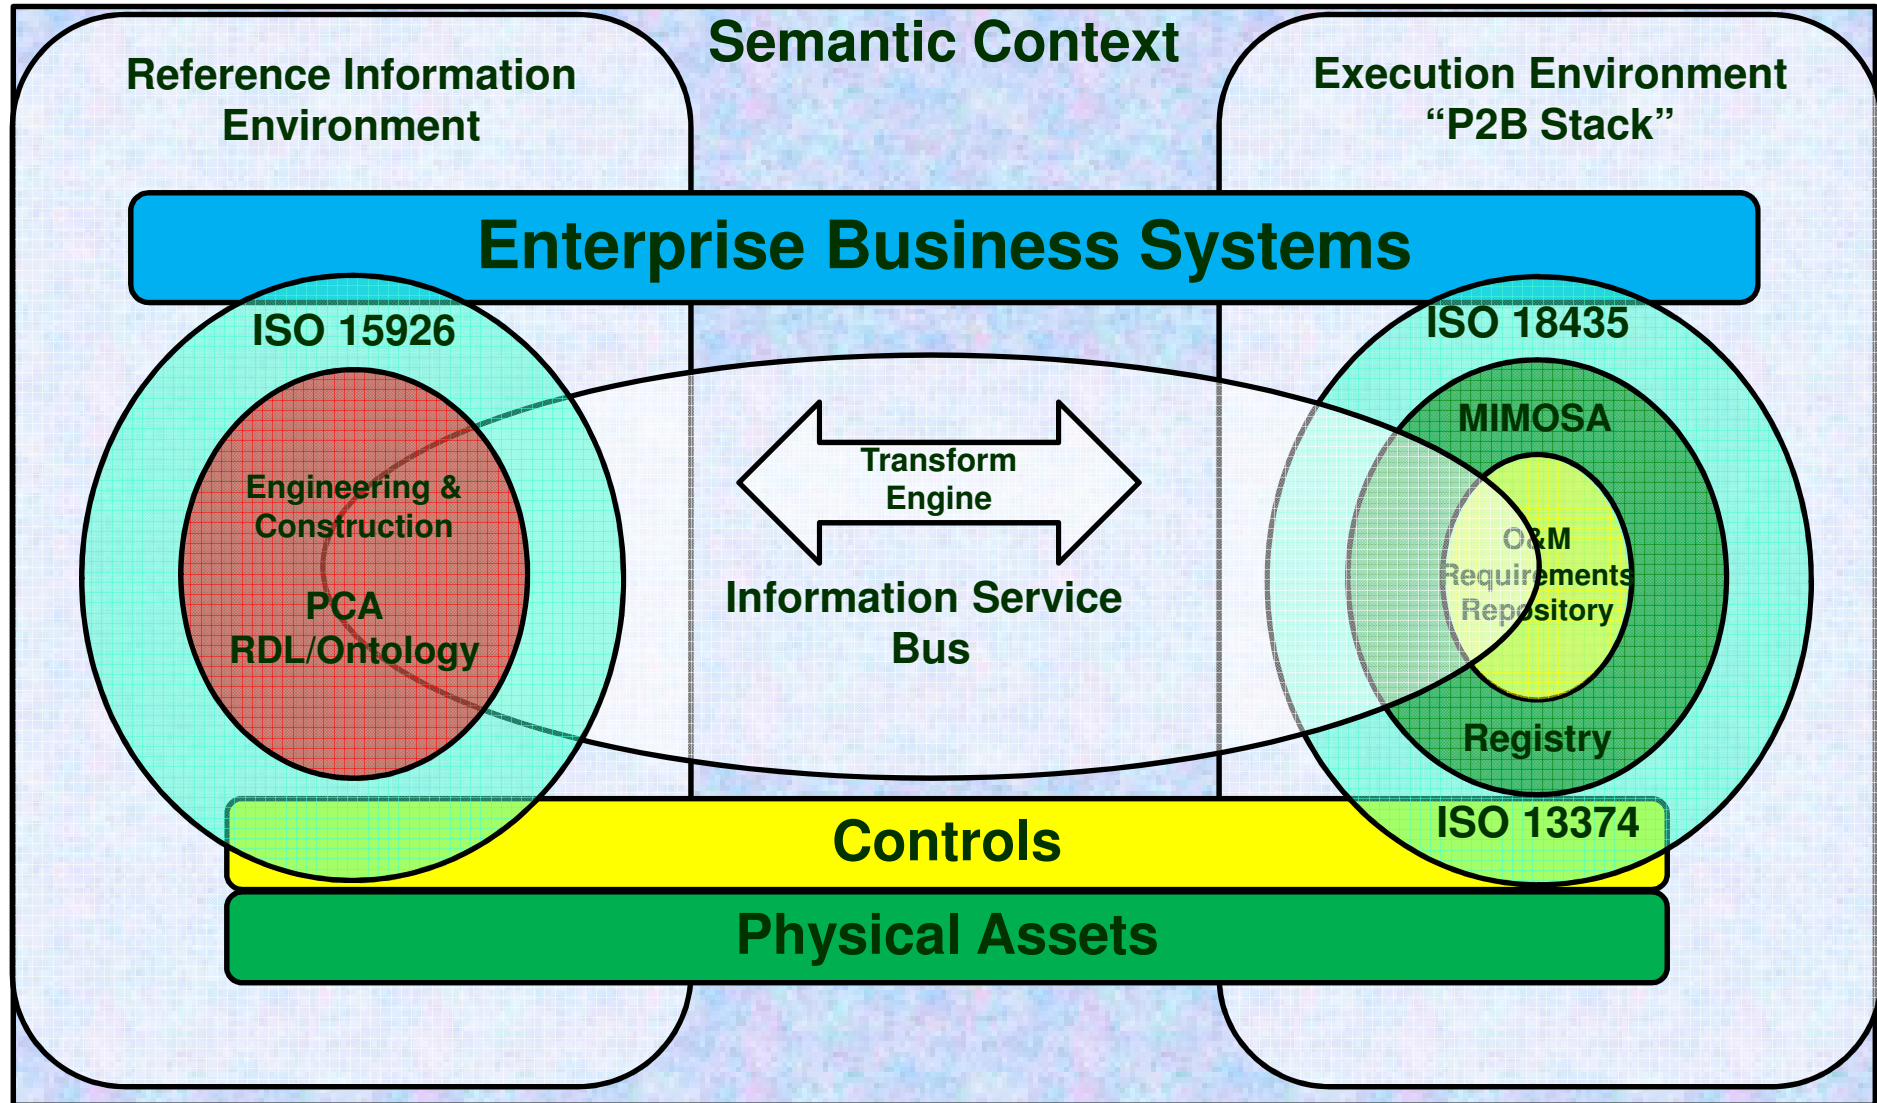 Semantic Context
Reference Information
Environment
Execution Environment
“P2B Stack”
Enterprise Business Systems
ISO 15926
Engineering &
Construction
PCA
RDL/Ontology
Transform
Engine
Information Service
Bus
ISO 18435
MIMOSA
O&M
Requirements
Repository
Registry
ISO 13374
Controls
Physical Assets